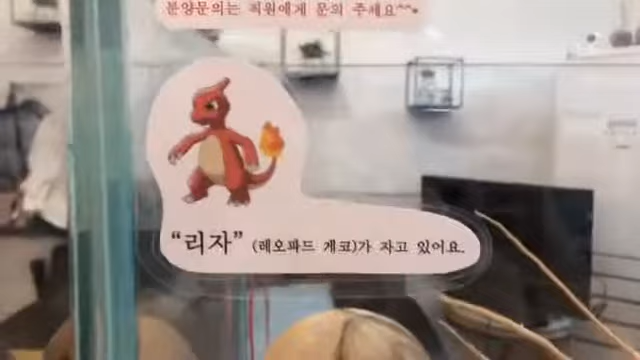 분양문의는 직원에게 문의 주세요^^*
“리자” (레오파드 게코)가 자고 있어요.